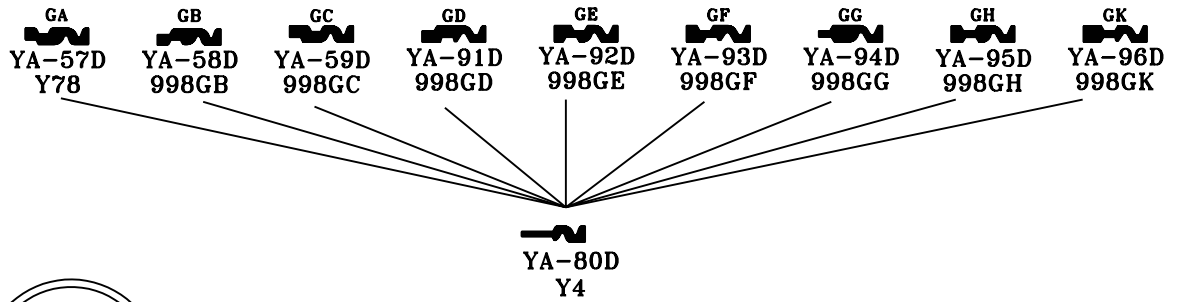 GA GB GC GD GE GF GG GH GK
YA-57D YA-58D YA-59D YA-91D YA-92D YA-93D YA-94D YA-95D YA-96D
Y78 998GB 998GC 998GD 998GE 998GF 998GG 998GH 998GK
YA-80D
Y4